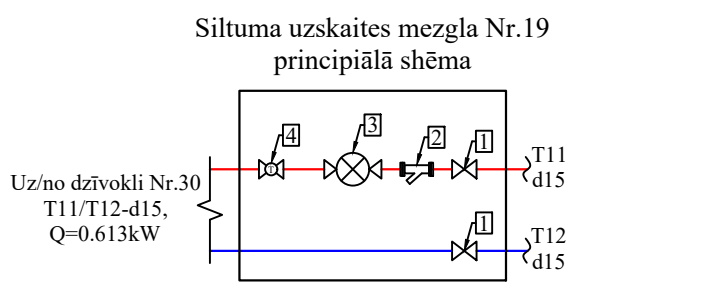 Siltuma uzskaites mezgla Nr.19
principiālā shēma
4
3
2
1
T
T11
d15
Uz/no dzīvokli Nr.30
T11/T12-d15,
Q=0.613kW
1
T12
d15